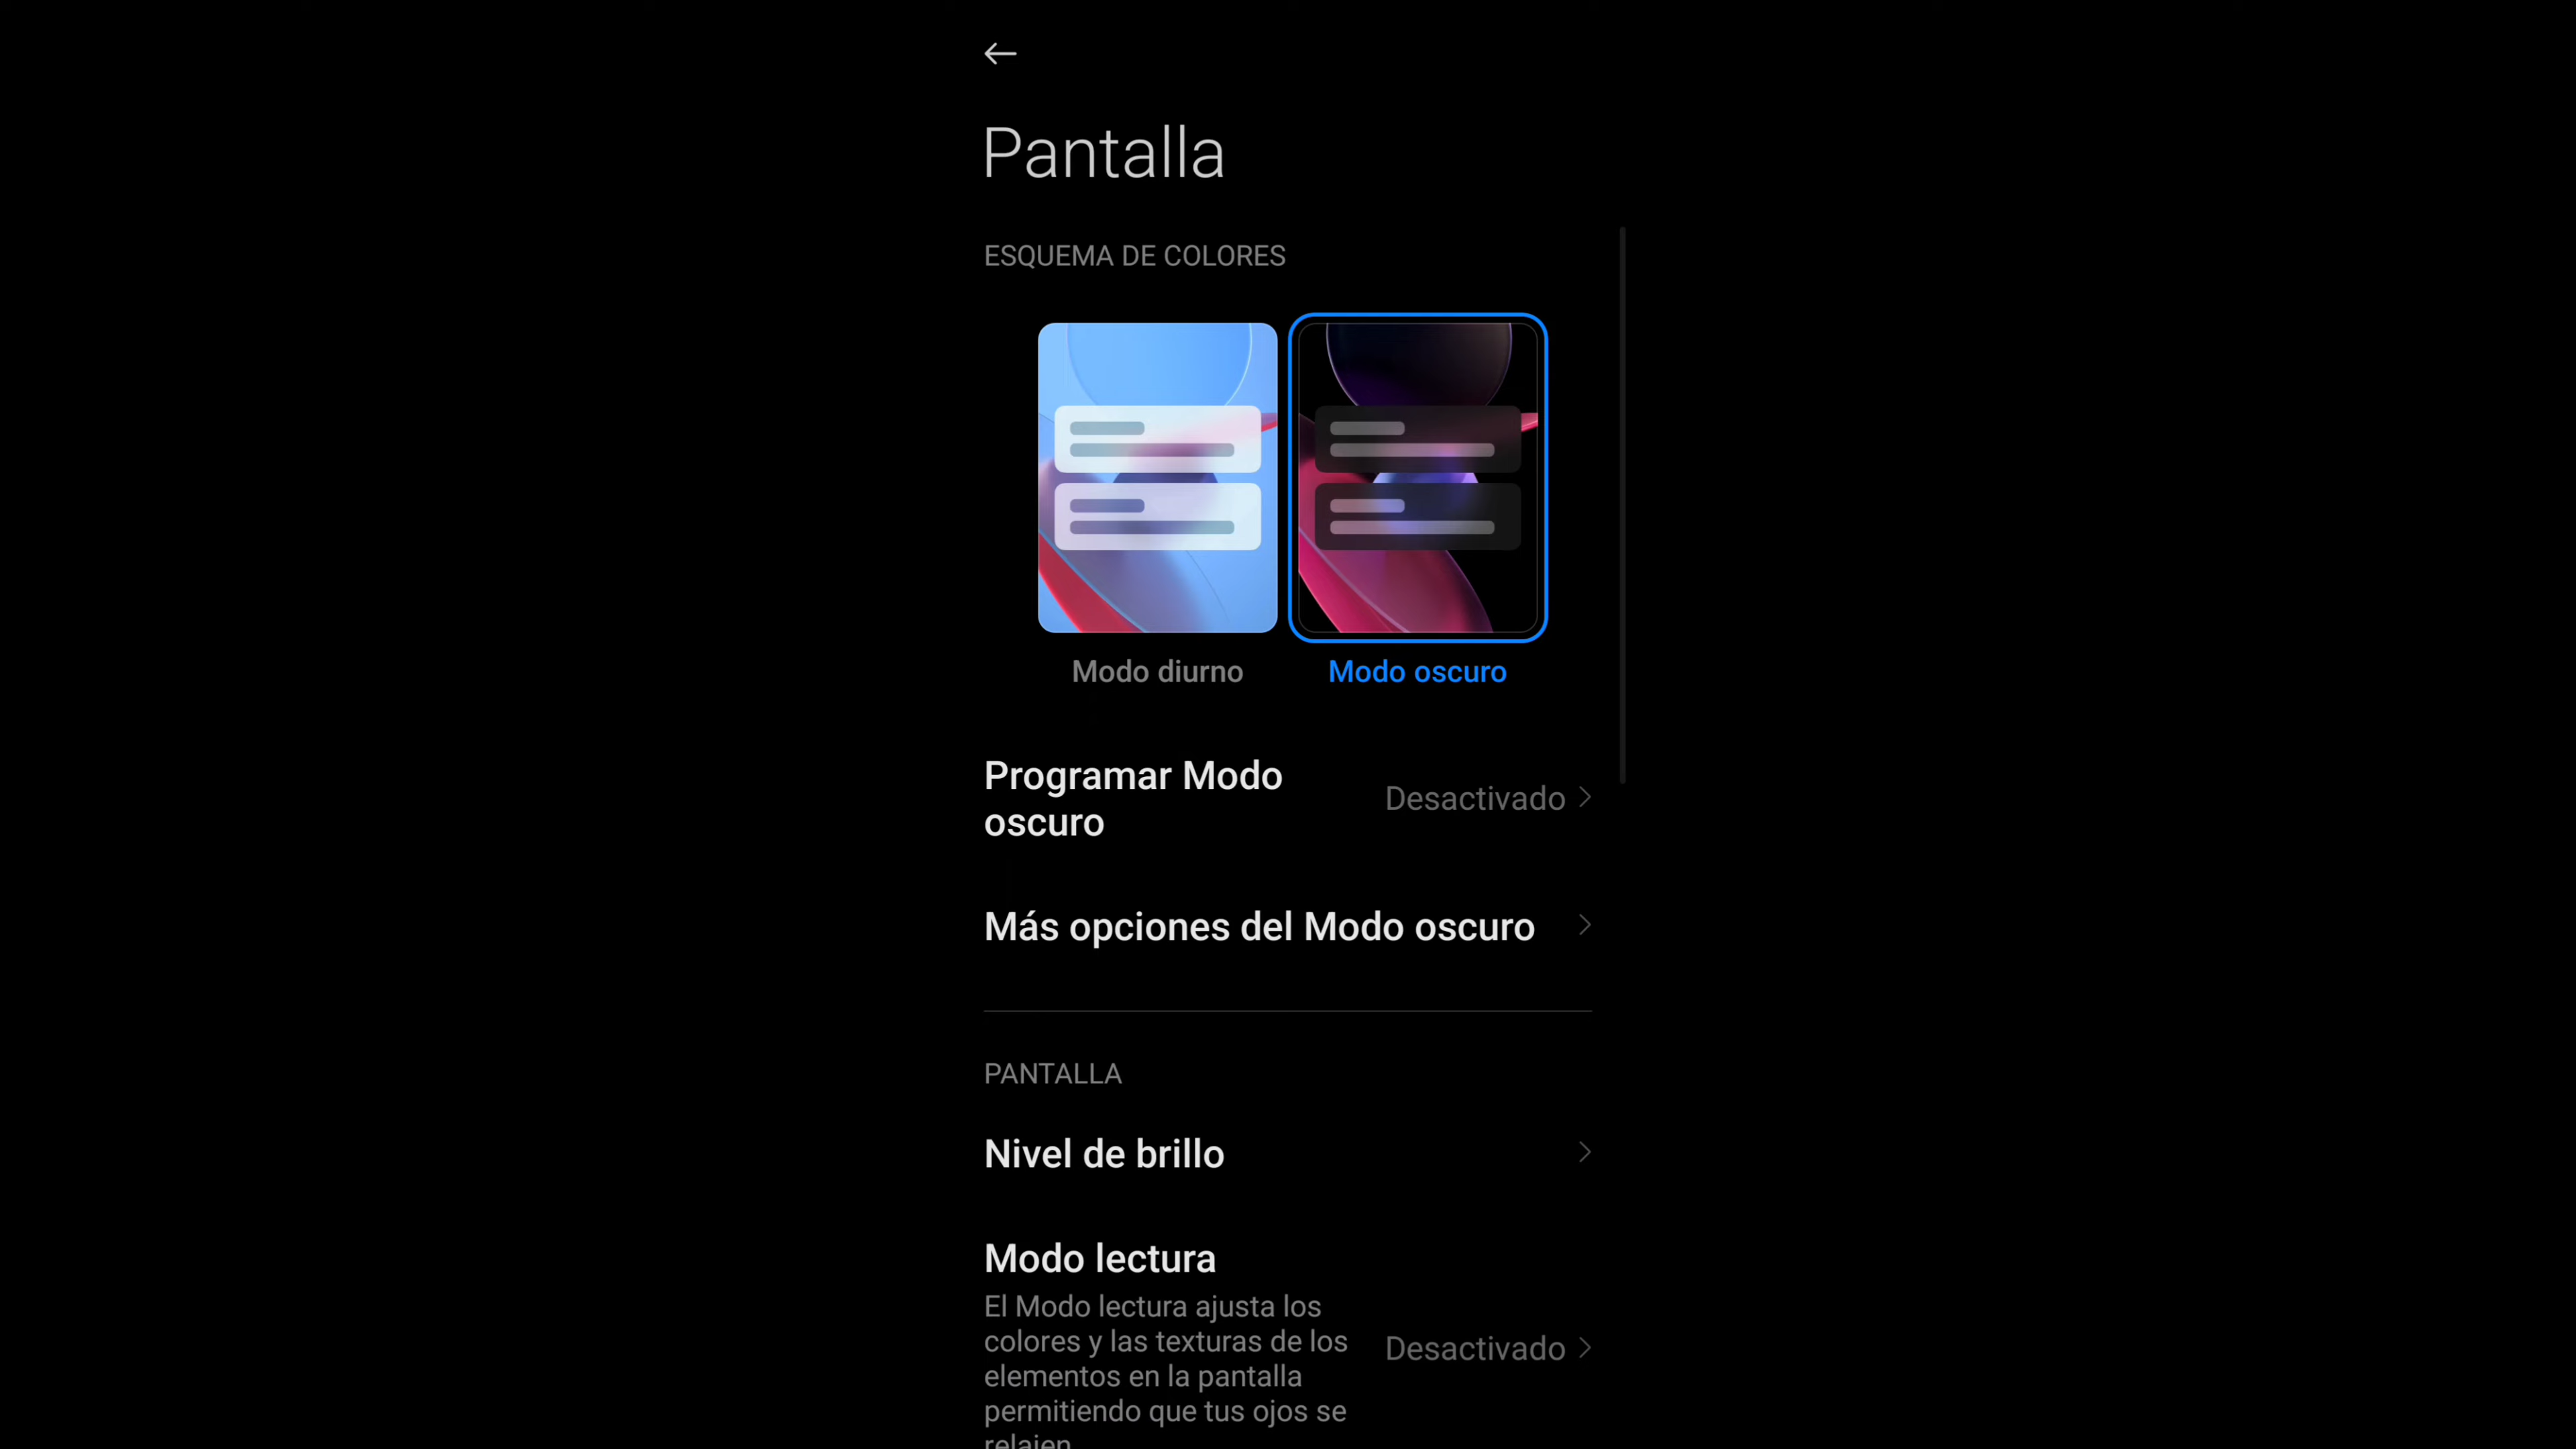 Pantalla
ESQUEMA DE COLORES
Modo diurno
Modo oscuro
Programar Modo
oscuro
Desactivado
Más opciones del Modo oscuro
PANTALLA
Nivel de brillo
Modo lectura
El Modo lectura ajusta los
colores y las texturas de los
elementos en la pantalla
permitiendo que tus ojos se
relajen
Desactivado